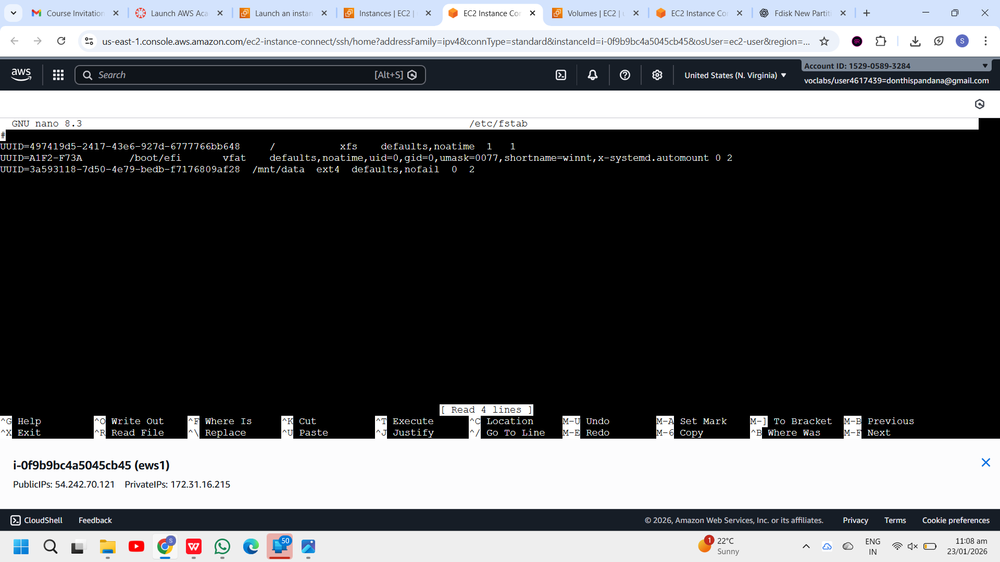 Course Invitation
Launch AWS Aca
Launch an instan
Instances | EC2 |
EC2 Instance Con
Volumes | EC2 | u
EC2 Instance Con
Fdisk New Partiti
us-east-1.console.aws.amazon.com/ec2-instance-connect/ssh/home?addressFamily=ipv4&connType=standard&instanceId=i-0f9b9bc4a5045cb45&osUser=ec2-user&region=...
S
aws
Search
[Alt+S]
United States (N. Virginia)
Account ID: 1529-0589-3284
voclabs/user4617439=donthispandana@gmail.com
GNU nano 8.3 /etc/fstab
#
UUID=497419d5-2417-43e6-927d-6777766bb648 / xfs defaults,noatime 1 1
UUID=A1F2-F73A /boot/efi vfat defaults,noatime,uid=0,gid=0,umask=0077,shortname=winnt,x-systemd.automount 0 2
UUID=3a593118-7d50-4e79-bedb-f7176809af28 /mnt/data ext4 defaults,nofail 0 2
[ Read 4 lines ]
^G Help ^O Write Out ^F Where Is ^K Cut ^T Execute ^C Location M-U Undo M-A Set Mark M-] To Bracket M-B Previous
^X Exit ^R Read File ^\ Replace ^U Paste ^J Justify ^/ Go To Line M-E Redo M-6 Copy ^B Where Was M-F Next
i-0f9b9bc4a5045cb45 (ews1)
PublicIPs: 54.242.70.121 PrivateIPs: 172.31.16.215
CloudShell Feedback
© 2026, Amazon Web Services, Inc. or its affiliates. Privacy Terms Cookie preferences
S
50
1
22°C
Sunny
ENG
IN
11:08 am
23/01/2026